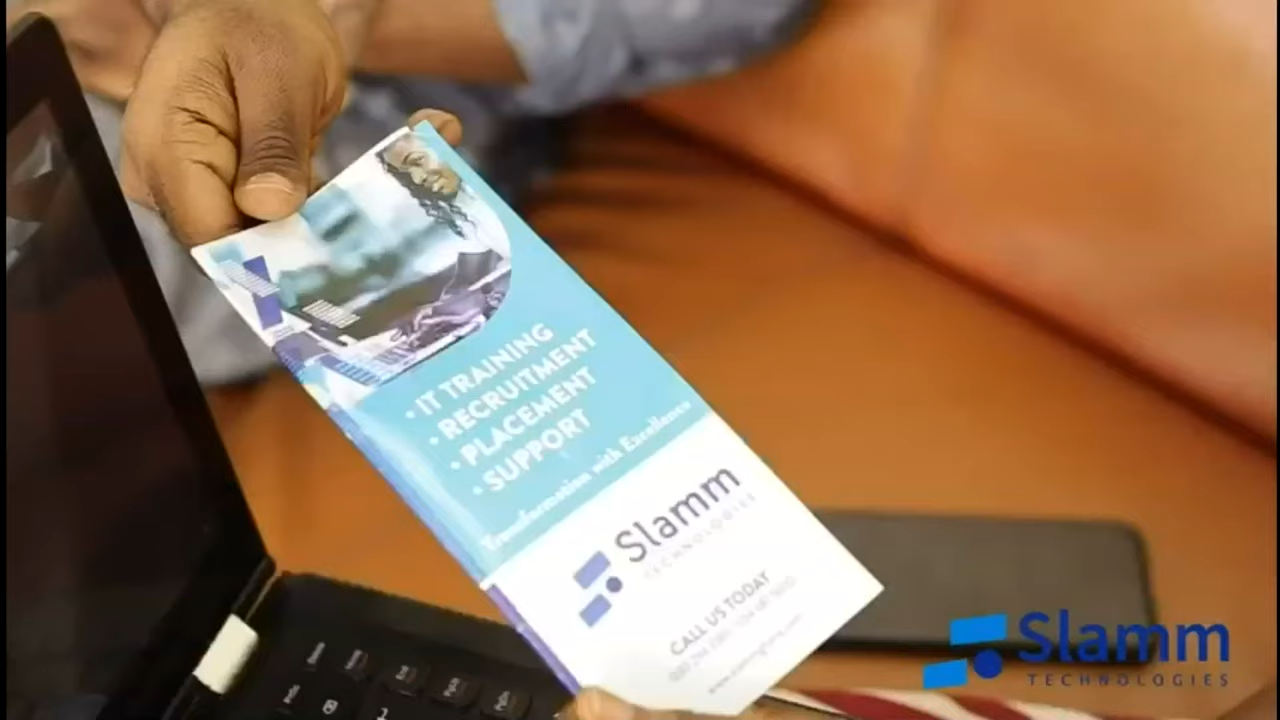 • IT TRAINING
• RECRUITMENT
• PLACEMENT
• SUPPORT
Transformation with Excellence
Slamm
TECHNOLOGIES
CALL US TODAY
Slamm
TECHNOLOGIES